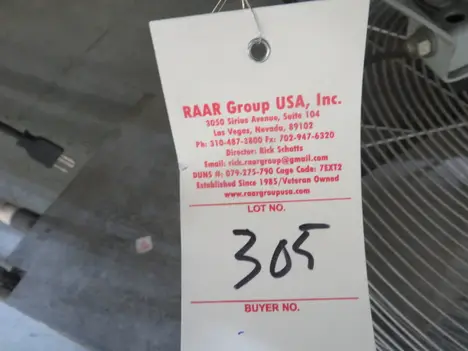 RAAR Group USA, Inc.
3050 Sirius Avenue, Suite 104
Las Vegas, Nevada, 89102
Ph: 310-487-3800 Fx: 702-947-6320
Director: Rick Schotts
Email: rick.raargroup@gmail.com
DUNS #: 079-275-790 Cage Code: 7EXT2
Established Since 1985/Veteran Owned
www.raargroupusa.com
LOT NO.
305
BUYER NO.